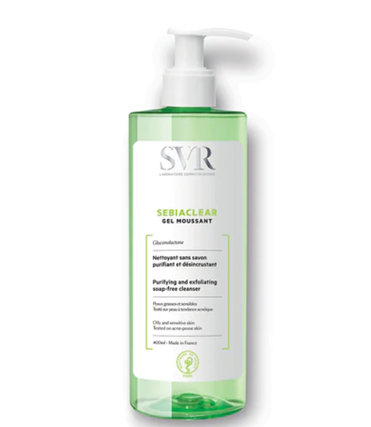 SVR
LABORATOIRE DERMATOLOGIQUE
SEBIACLEAR
GEL MOUSSANT
Gluconolactone
Nettoyant sans savon
purifiant et désincrustant
Purifying and exfoliating
soap-free cleanser
Peaux grasses et sensibles
Testé sur peau à tendance acnéique
Oily and sensitive skin
Tested on acne-prone skin
400ml - Made in France